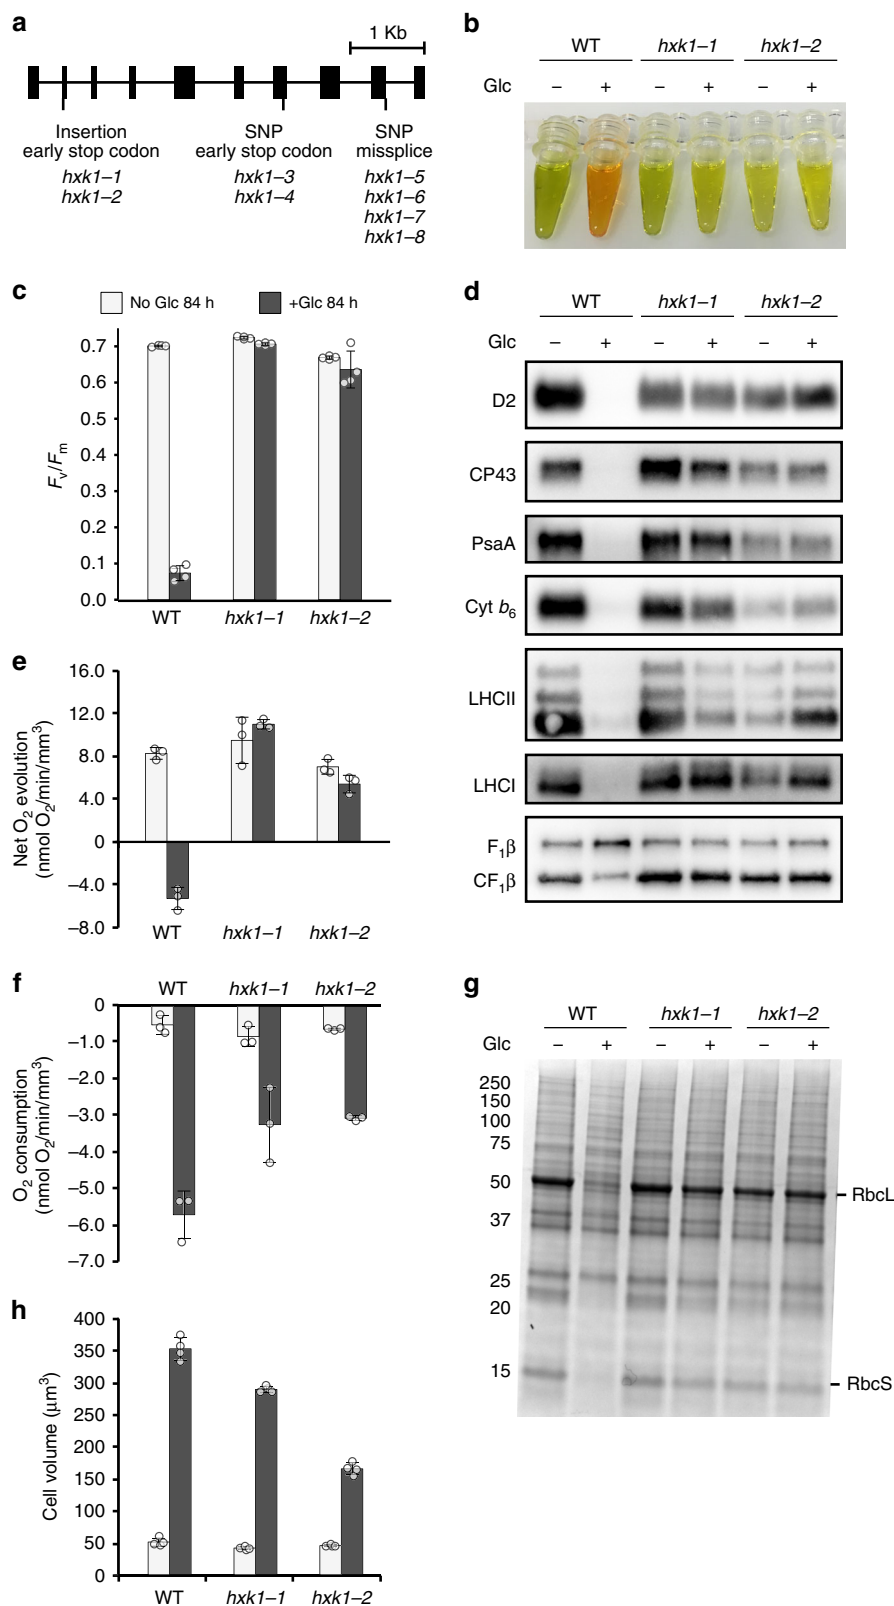 a
1 Kb
Insertion
early stop codon
hxk1–1
hxk1–2
SNP
early stop codon
hxk1–3
hxk1–4
SNP
missplice
hxk1–5
hxk1–6
hxk1–7
hxk1–8
b
WT hxk1–1 hxk1–2
Glc – + – + – +
c
No Glc 84 h +Glc 84 h
Fv/Fm
0.7
0.6
0.5
0.4
0.3
0.2
0.1
0.0
WT hxk1–1 hxk1–2
d
WT hxk1–1 hxk1–2
Glc – + – + – +
D2
CP43
PsaA
Cyt b6
LHCII
LHCI
F1β
CF1β
e
Net O2 evolution
(nmol O2/min/mm3)
16.0
12.0
8.0
4.0
0
–4.0
–8.0
WT hxk1–1 hxk1–2
f
WT hxk1–1 hxk1–2
O2 consumption
(nmol O2/min/mm3)
0
–1.0
–2.0
–3.0
–4.0
–5.0
–6.0
–7.0
g
WT hxk1–1 hxk1–2
Glc – + – + – +
250
150
100
75
50
37
25
20
15
RbcL
RbcS
h
Cell volume (μm3)
400
350
300
250
200
150
100
50
0
WT hxk1–1 hxk1–2